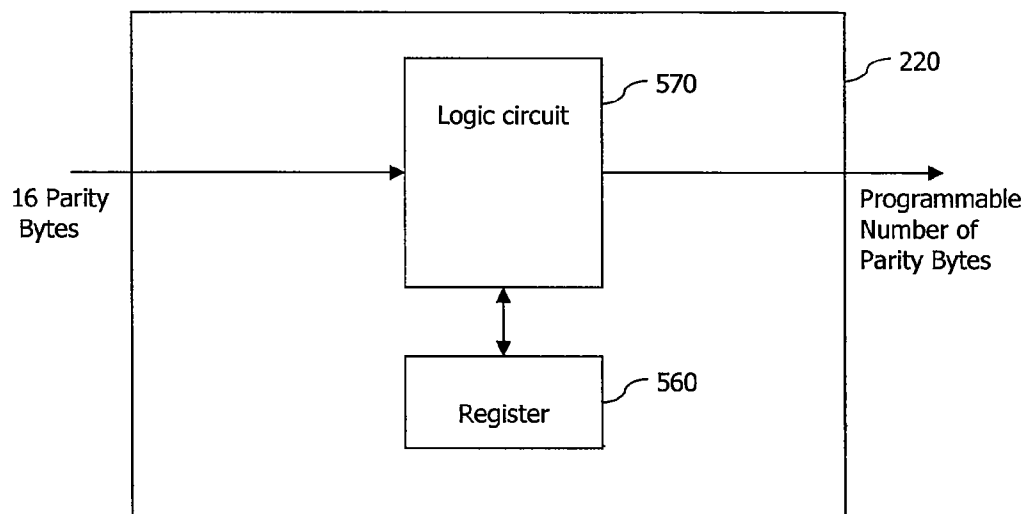 220
570
Logic circuit
16 Parity
Bytes
Programmable
Number of
Parity Bytes
560
Register